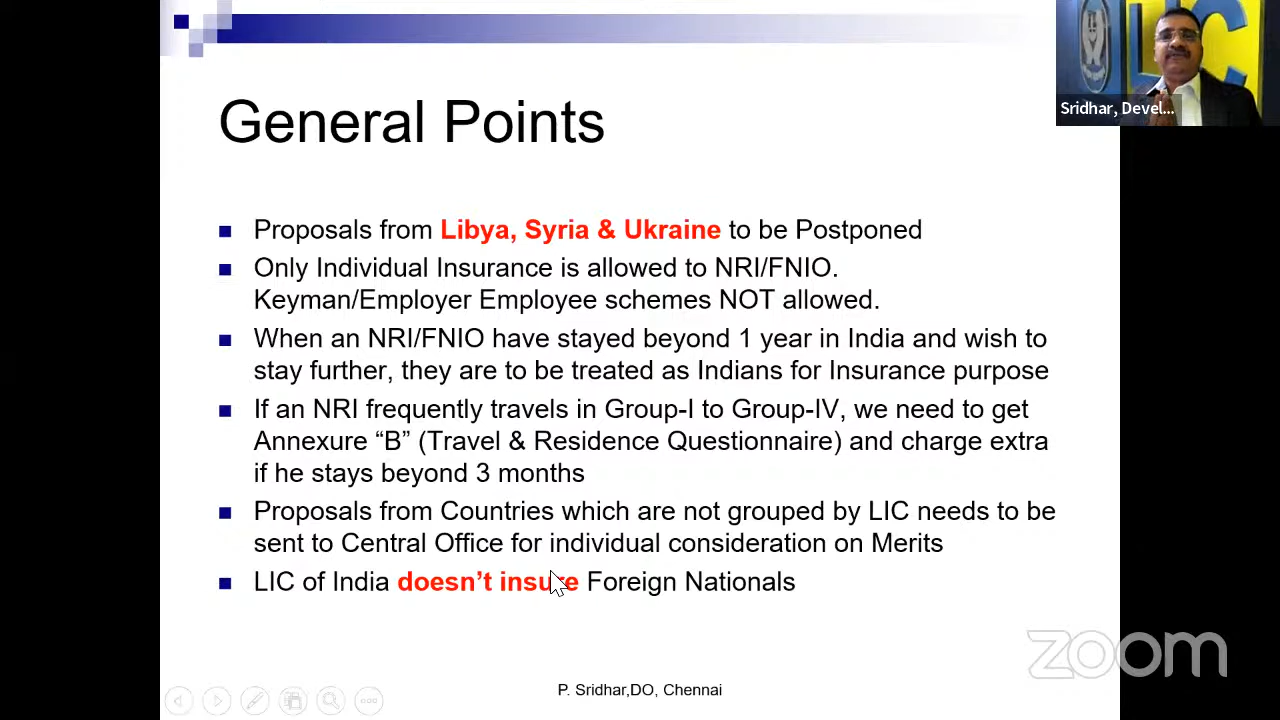 General Points
Proposals from Libya, Syria & Ukraine to be Postponed
Only Individual Insurance is allowed to NRI/FNIO.
Keyman/Employer Employee schemes NOT allowed.
When an NRI/FNIO have stayed beyond 1 year in India and wish to
stay further, they are to be treated as Indians for Insurance purpose
If an NRI frequently travels in Group-I to Group-IV, we need to get
Annexure “B” (Travel & Residence Questionnaire) and charge extra
if he stays beyond 3 months
Proposals from Countries which are not grouped by LIC needs to be
sent to Central Office for individual consideration on Merits
LIC of India doesn’t insure Foreign Nationals
P. Sridhar,DO, Chennai
LIC
Sridhar, Devel...
zoom